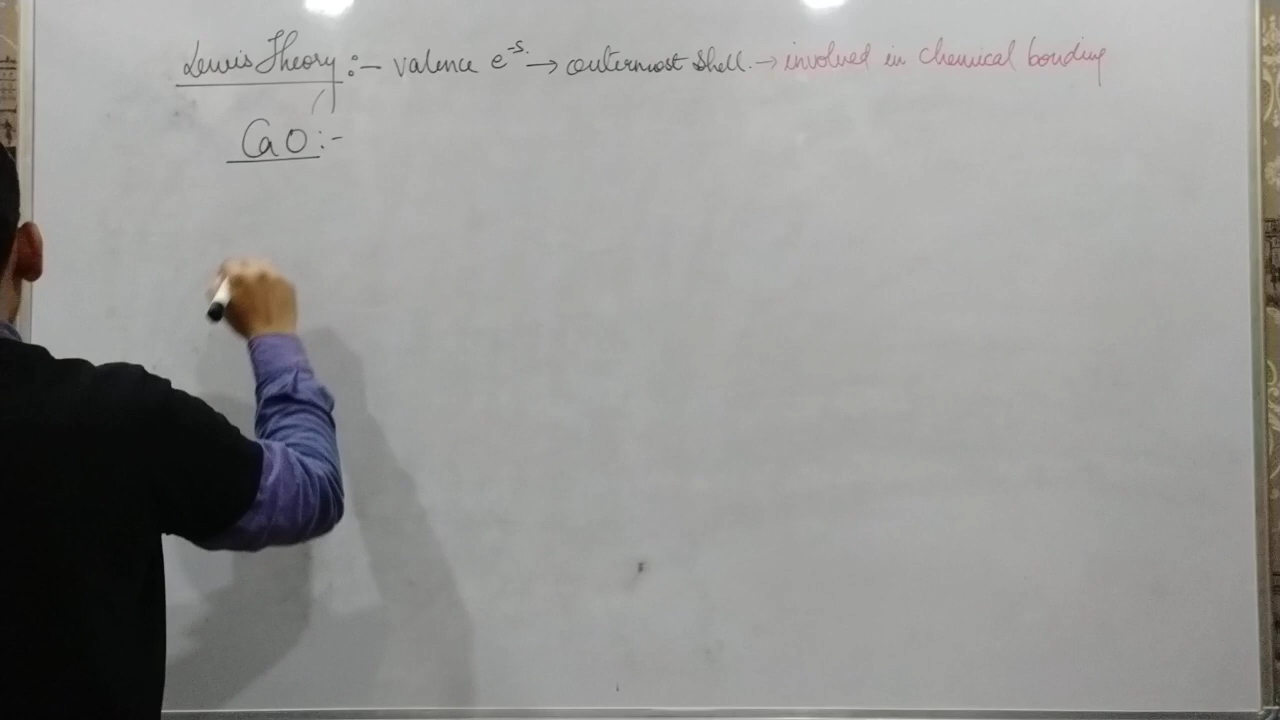 Lewis Theory :- valence e⁻s. → outermost shell. → involved in chemical bonding
CaO :-